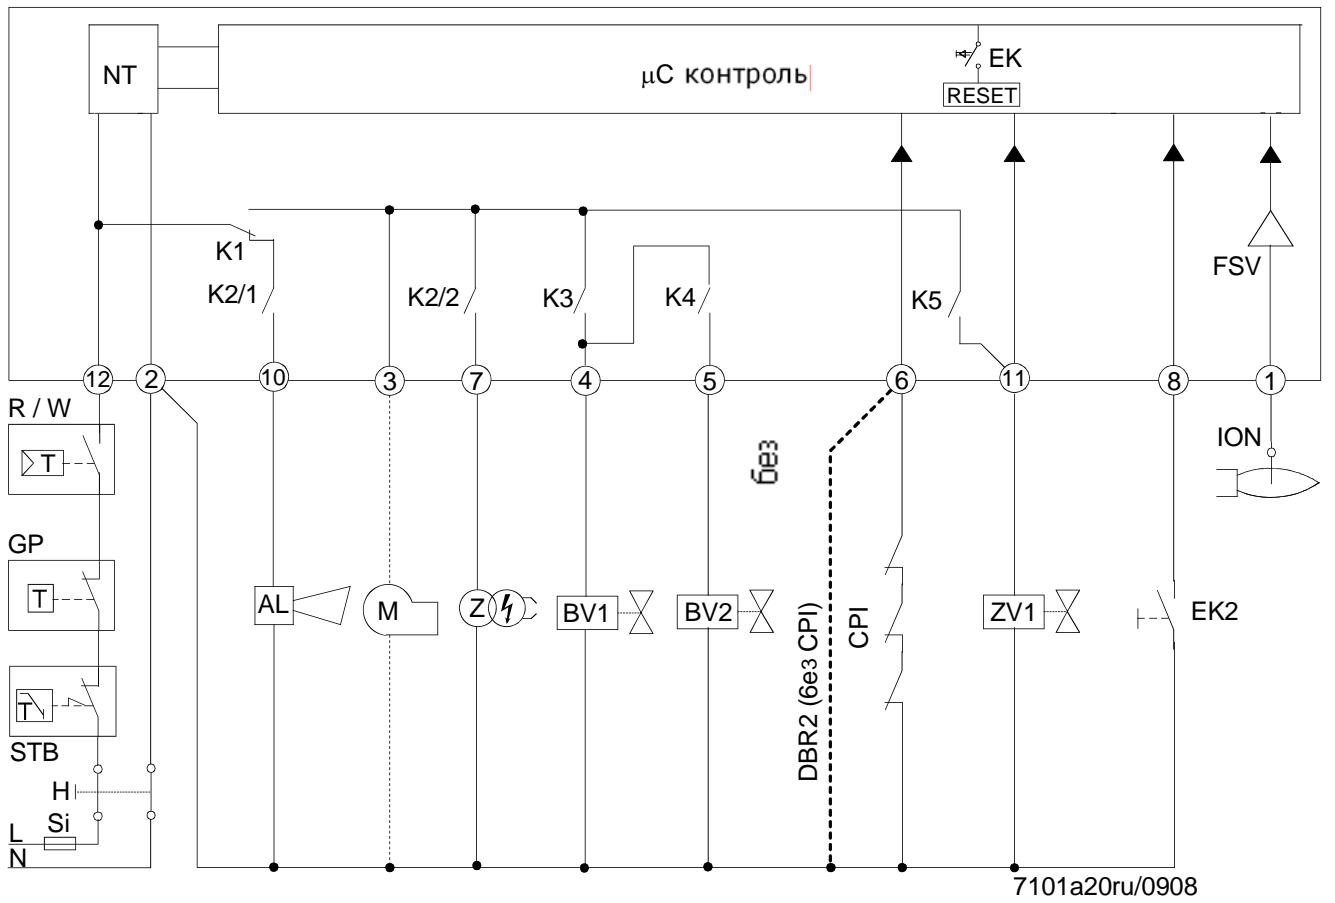 NT
µC контроль
EK
RESET
K1
K2/1
K2/2
K3
K4
K5
FSV
12
2
10
3
7
4
5
6
11
8
1
R / W
T
без
ION
GP
T
AL
M
Z
BV1
BV2
DBR2 (6е3 CPI)
CPI
ZV1
EK2
T
STB
H
Si
L
N
7101a20ru/0908